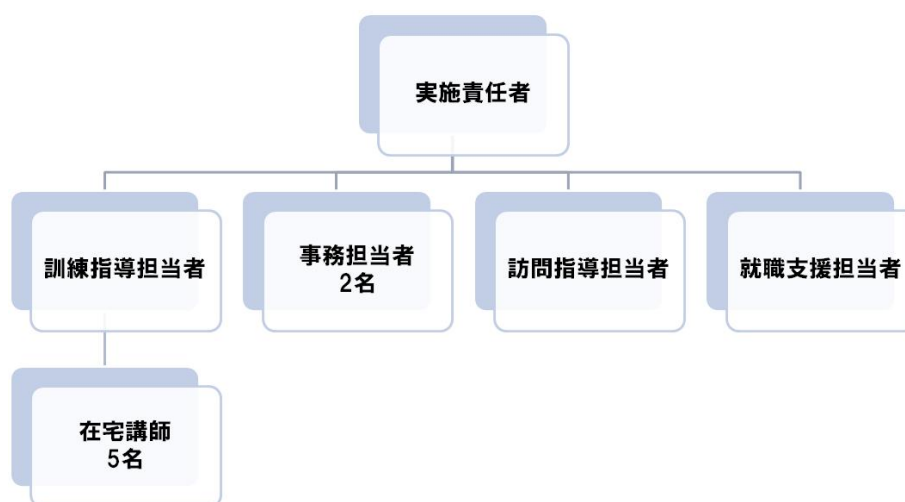 実施責任者
訓練指導担当者
事務担当者
2名
訪問指導担当者
就職支援担当者
在宅講師
5名